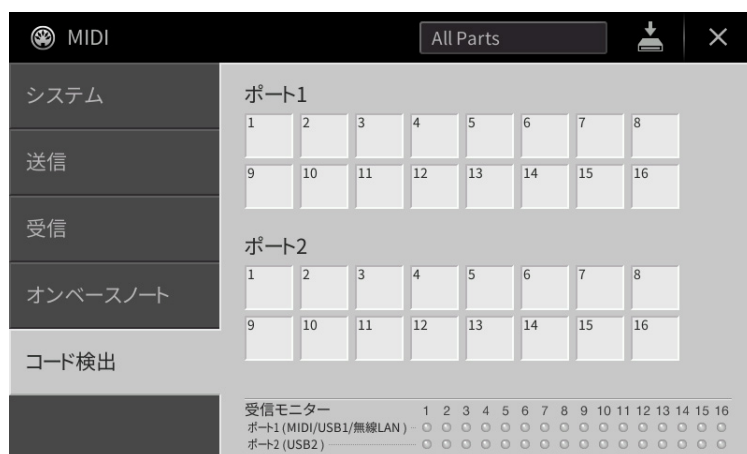 MIDI All Parts
システム
送信
受信
オンベースノート
コード検出
ポート1
1 2 3 4 5 6 7 8
9 10 11 12 13 14 15 16
ポート2
1 2 3 4 5 6 7 8
9 10 11 12 13 14 15 16
受信モニター 1 2 3 4 5 6 7 8 9 10 11 12 13 14 15 16
ポート1 (MIDI/USB1/無線LAN)
ポート2 (USB2)